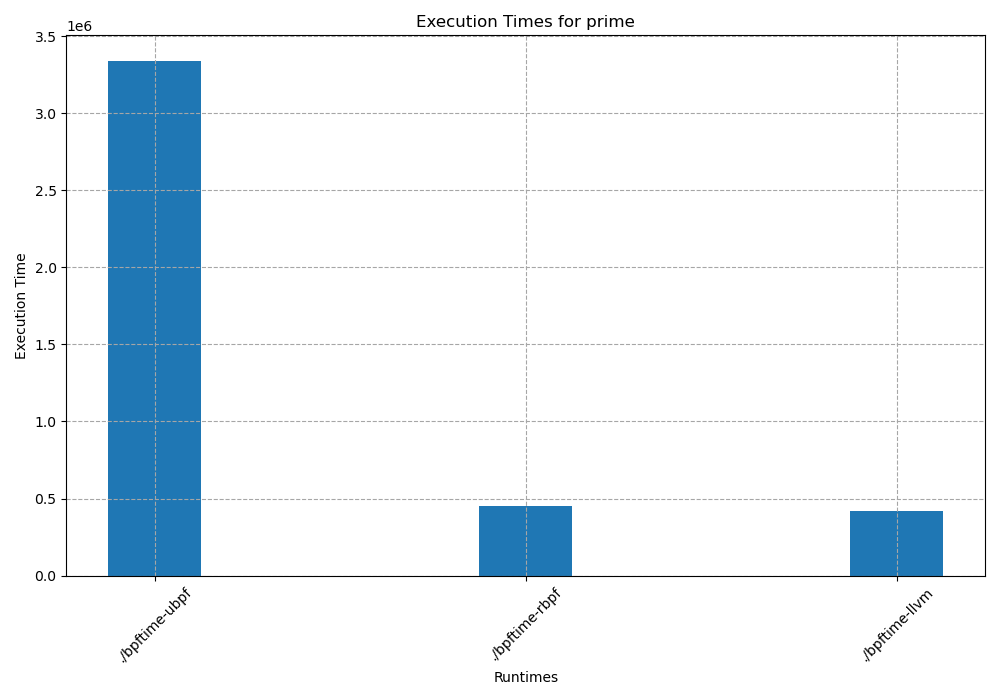 Execution Times for prime
1e6
3.5
3.0
2.5
2.0
1.5
1.0
0.5
0.0
Execution Time
./bpftime-ubpf
./bpftime-rbpf
./bpftime-llvm
Runtimes